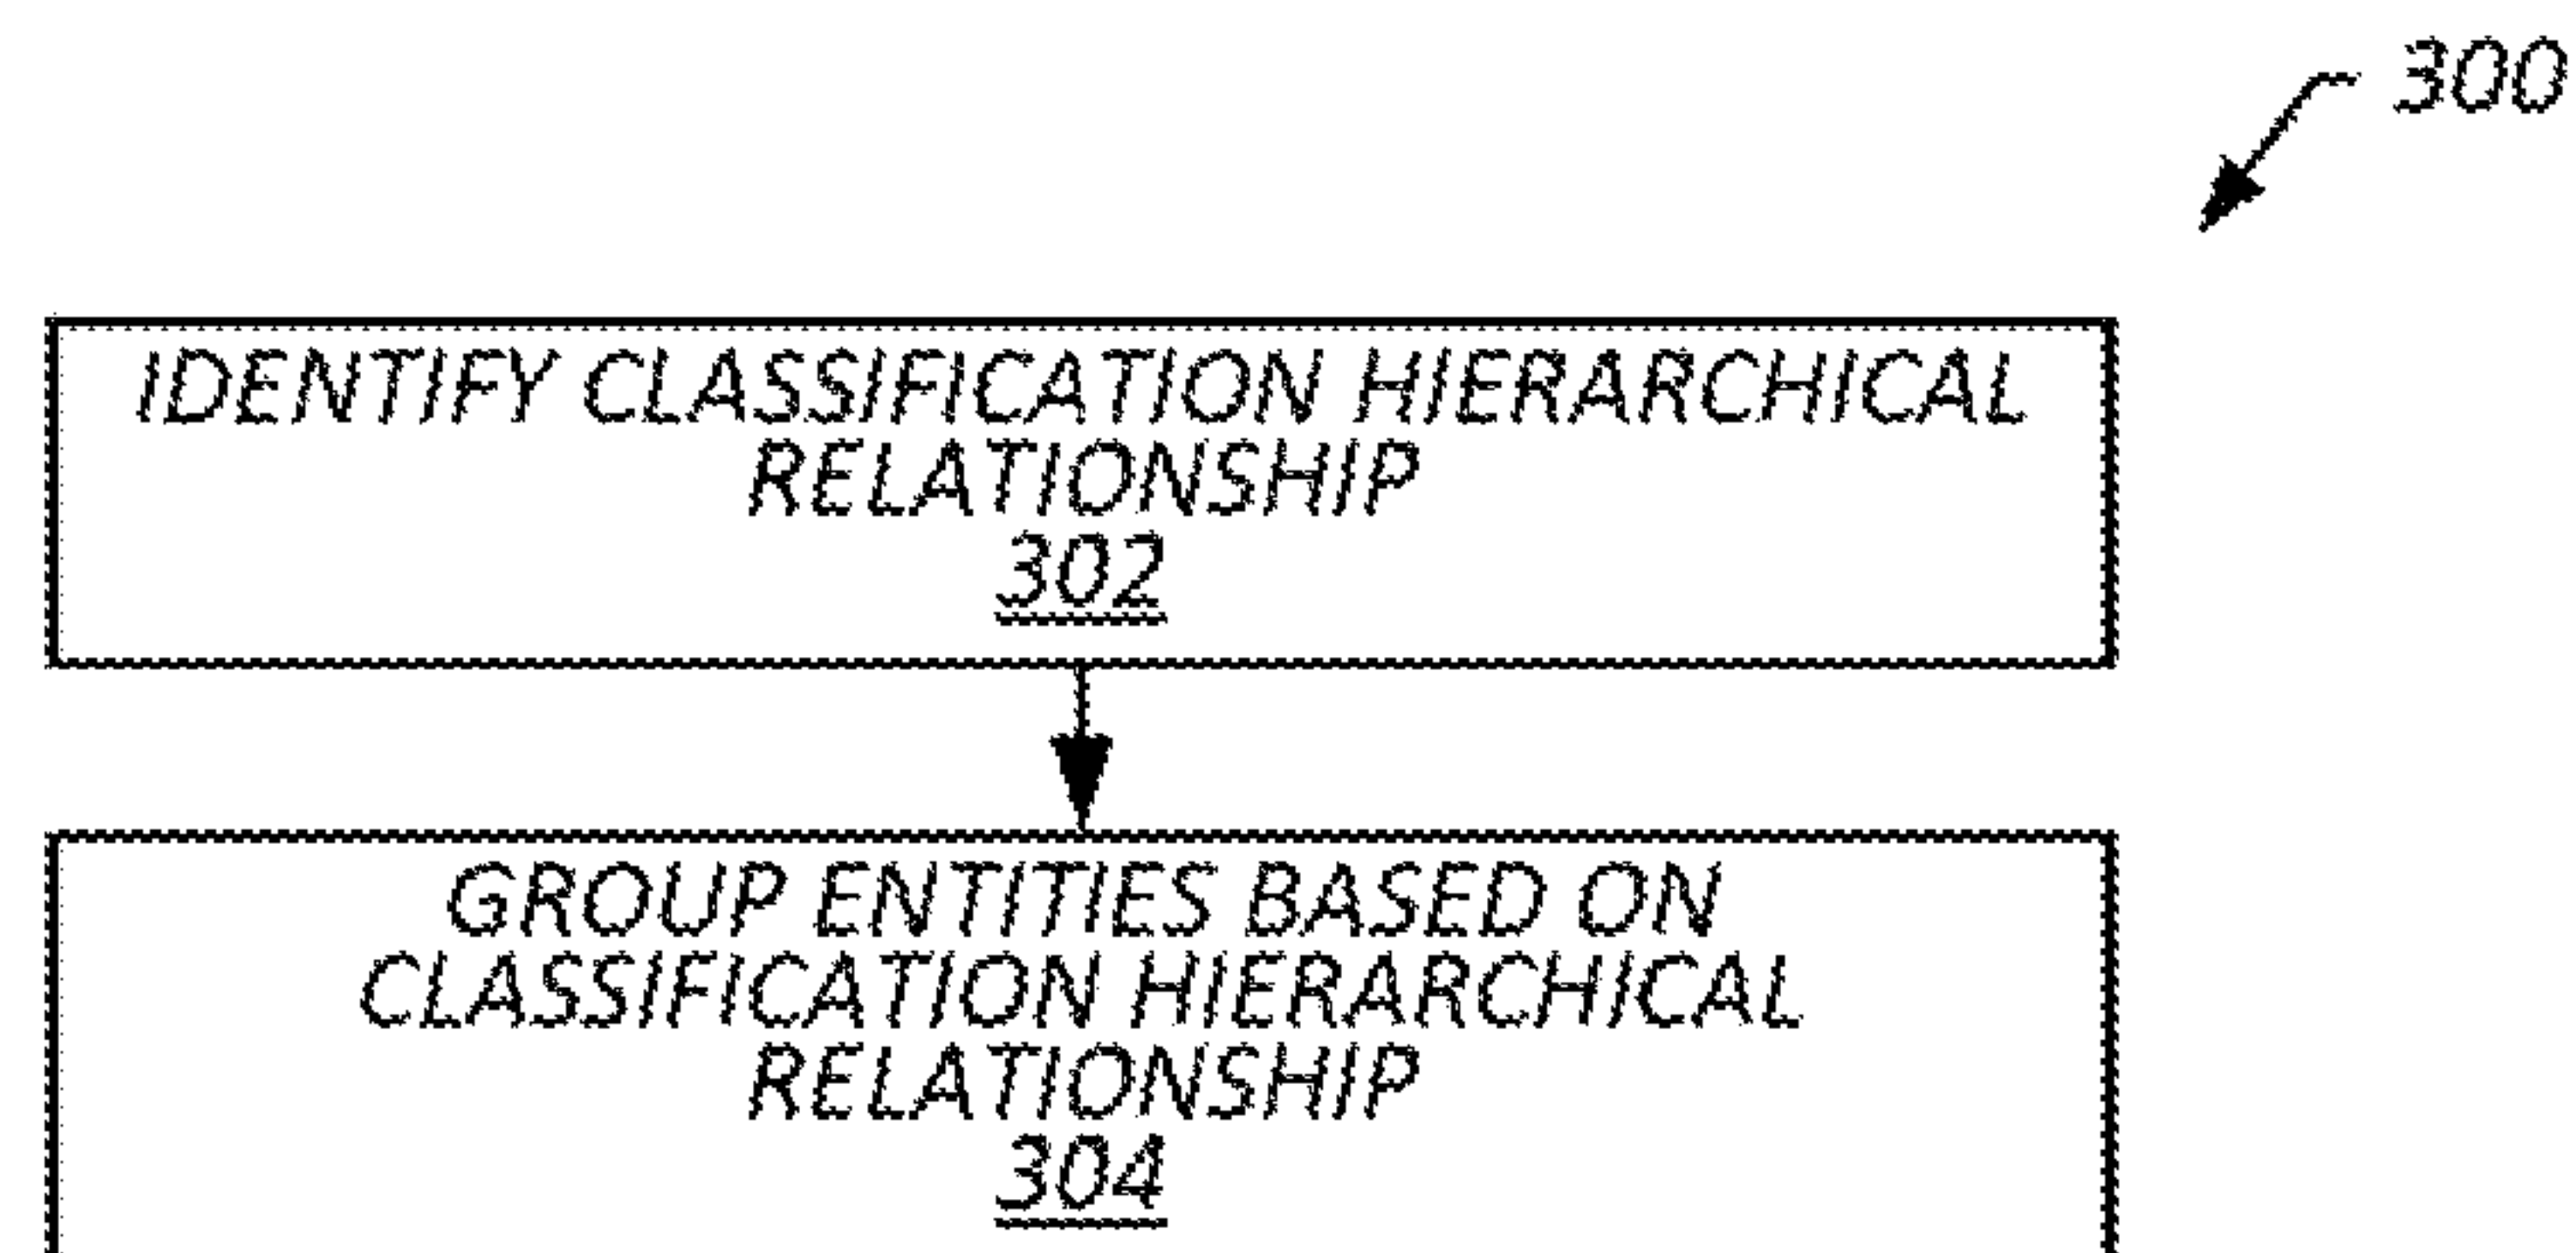 300
IDENTIFY CLASSIFICATION HIERARCHICAL
RELATIONSHIP
302
GROUP ENTITIES BASED ON
CLASSIFICATION HIERARCHICAL
RELATIONSHIP
304